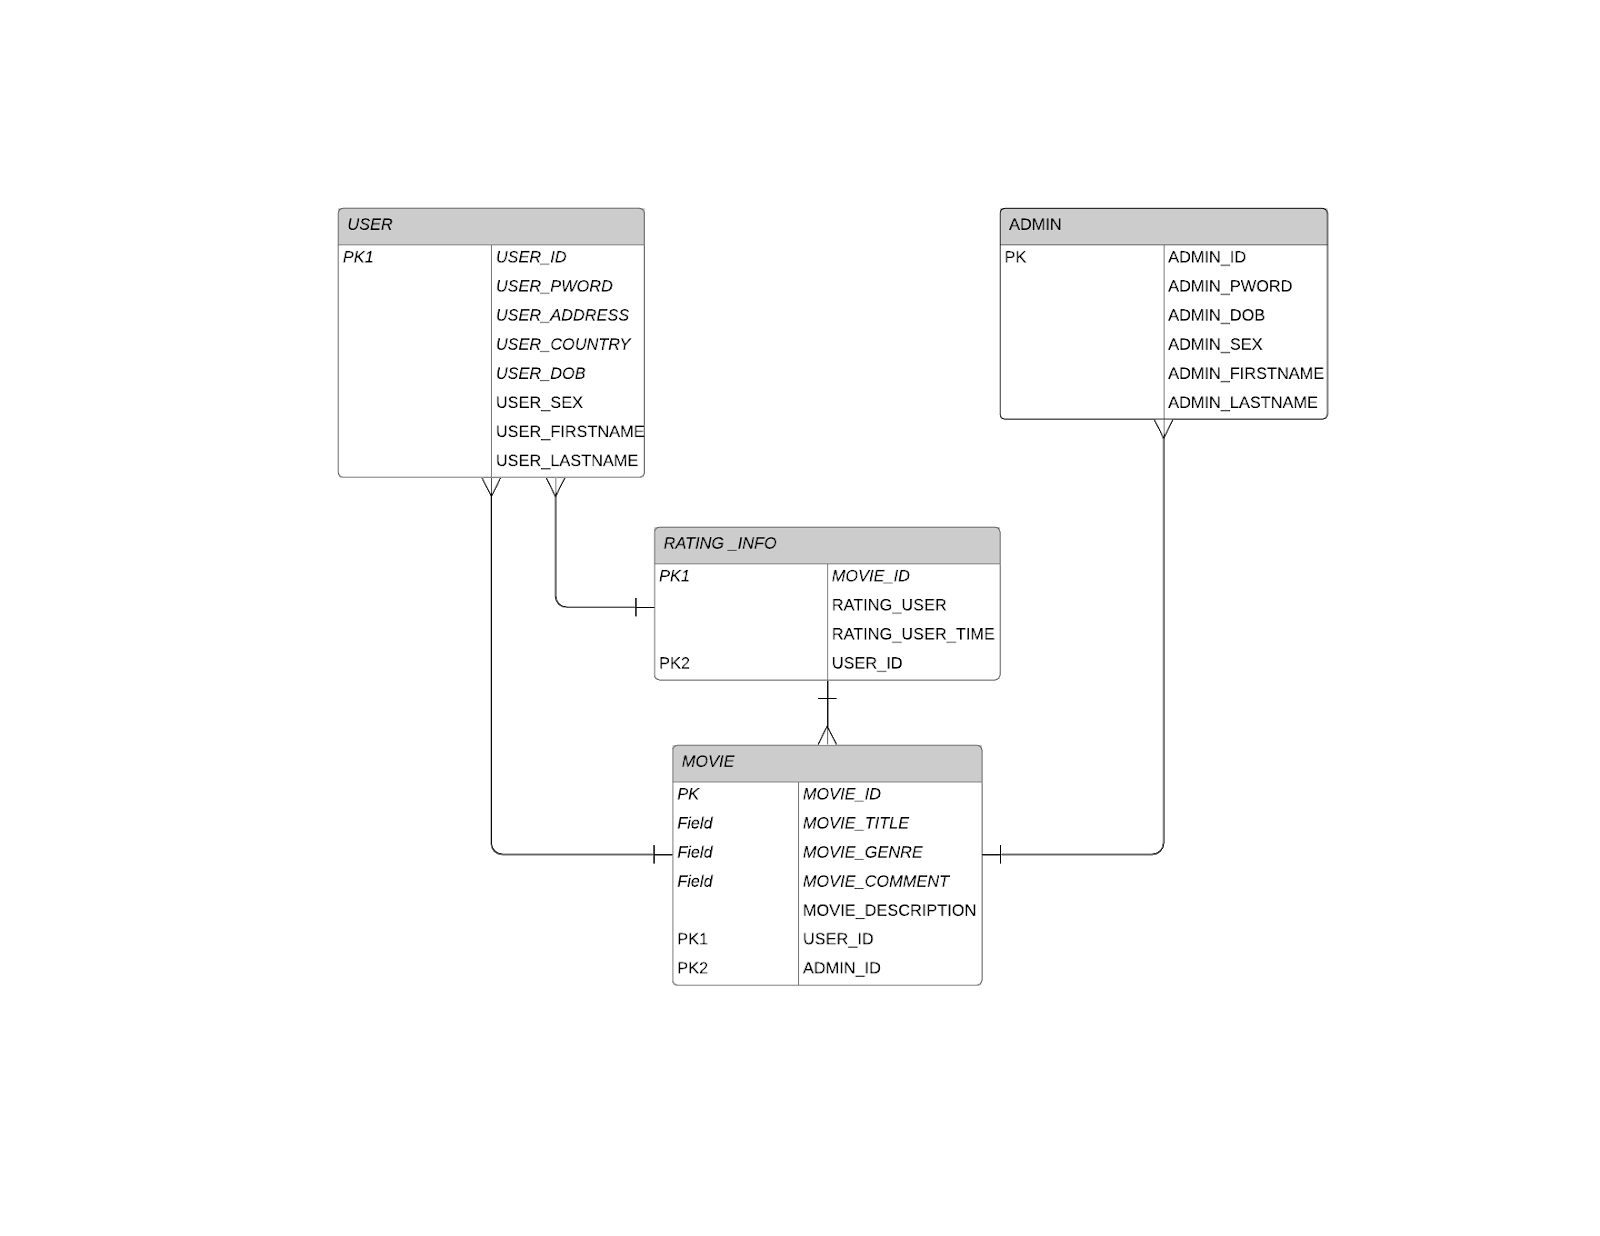 USER
PK1 USER_ID
USER_PWORD
USER_ADDRESS
USER_COUNTRY
USER_DOB
USER_SEX
USER_FIRSTNAME
USER_LASTNAME
ADMIN
PK ADMIN_ID
ADMIN_PWORD
ADMIN_DOB
ADMIN_SEX
ADMIN_FIRSTNAME
ADMIN_LASTNAME
RATING _INFO
PK1 MOVIE_ID
RATING_USER
RATING_USER_TIME
PK2 USER_ID
MOVIE
PK MOVIE_ID
Field MOVIE_TITLE
Field MOVIE_GENRE
Field MOVIE_COMMENT
MOVIE_DESCRIPTION
PK1 USER_ID
PK2 ADMIN_ID